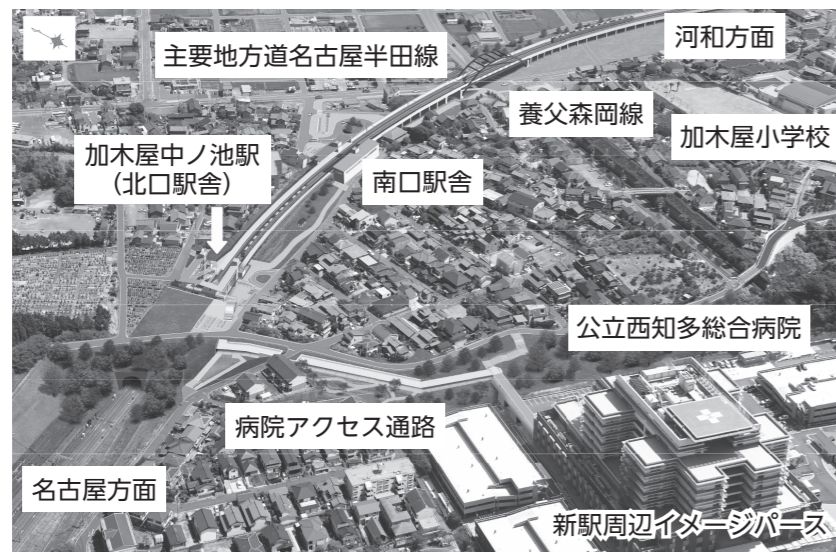 主要地方道名古屋半田線
河和方面
養父森岡線
加木屋小学校
加木屋中ノ池駅
（北口駅舎）
南口駅舎
公立西知多総合病院
病院アクセス通路
名古屋方面
新駅周辺イメージパース